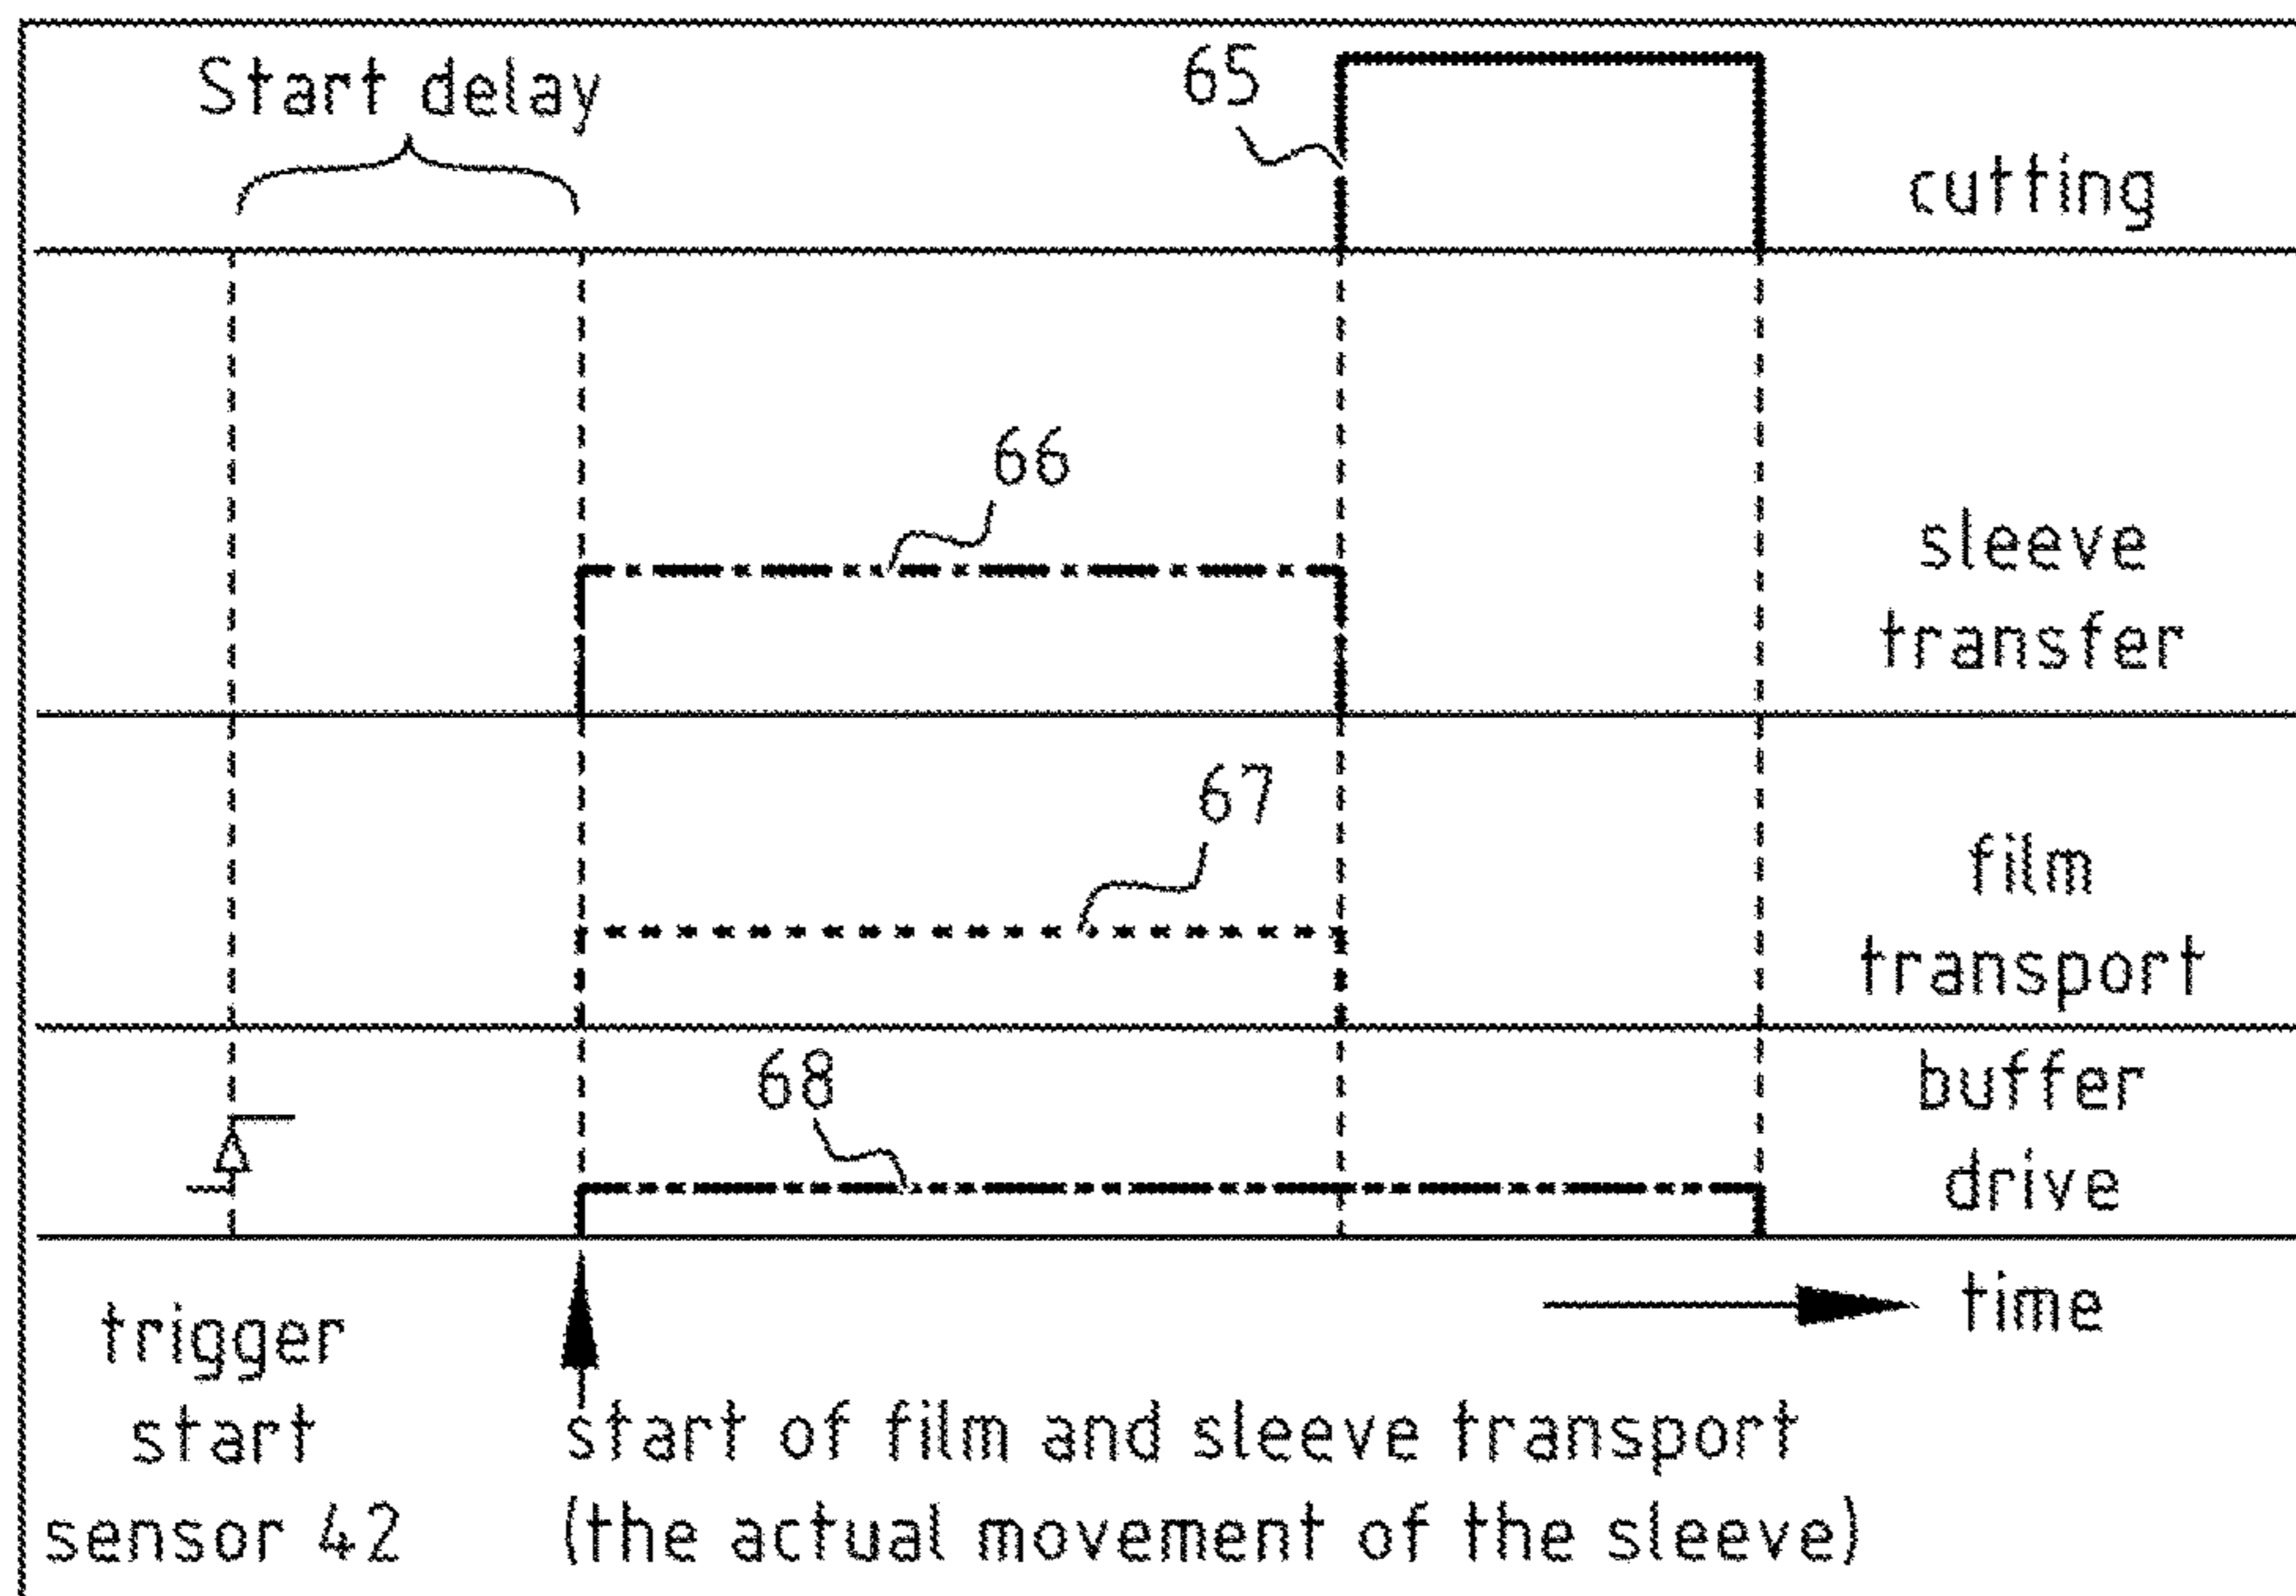 Start delay
65
cutting
66
sleeve
transfer
67
film
transport
68
buffer
drive
time
trigger
start
sensor 42
start of film and sleeve transport
(the actual movement of the sleeve)